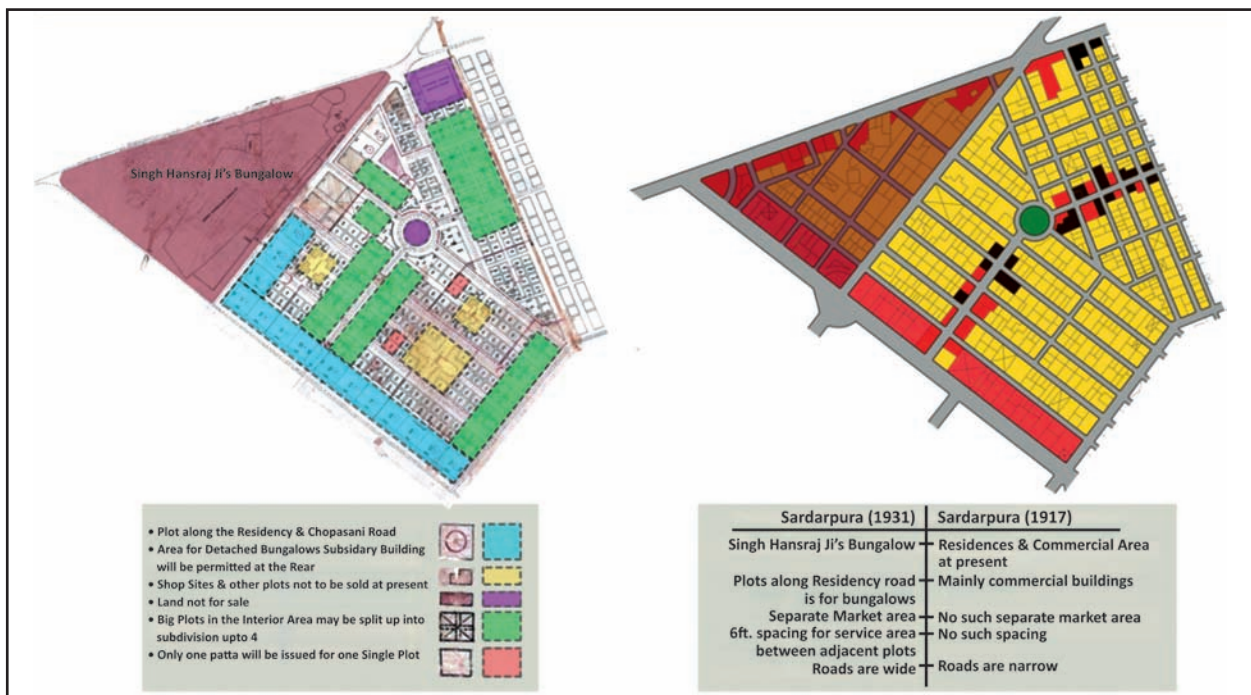 Singh Hansraj Ji's Bungalow
• Plot along the Residency & Chopasani Road
• Area for Detached Bungalows Subsidary Building
will be permitted at the Rear
• Shop Sites & other plots not to be sold at present
• Land not for sale
• Big Plots in the Interior Area may be split up into
subdivision upto 4
• Only one patta will be issued for one Single Plot
Sardarpura (1931) Sardarpura (1917)
Singh Hansraj Ji's Bungalow Residences & Commercial Area
at present
Plots along Residency road Mainly commercial buildings
is for bungalows
Separate Market area No such separate market area
6ft. spacing for service area No such spacing
between adjacent plots
Roads are wide Roads are narrow